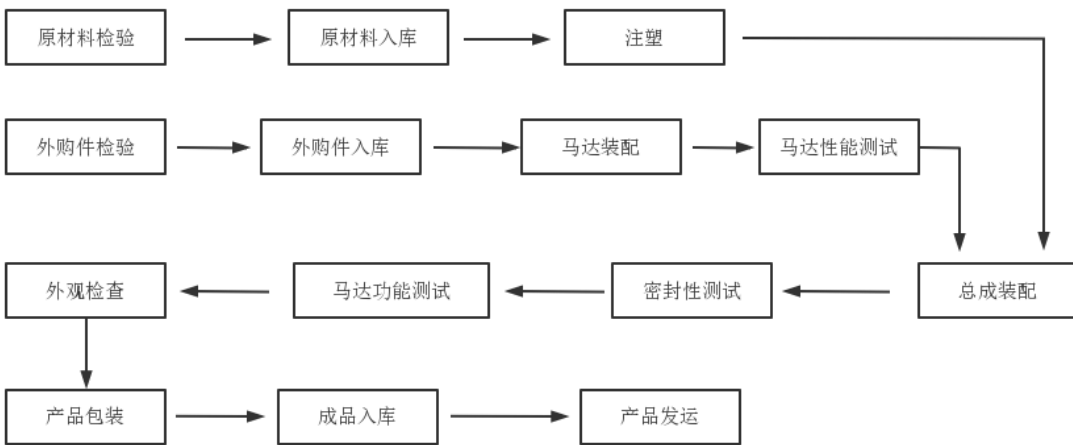 原材料检验
原材料入库
注塑
外购件检验
外购件入库
马达装配
马达性能测试
总成装配
密封性测试
马达功能测试
外观检查
产品包装
成品入库
产品发运